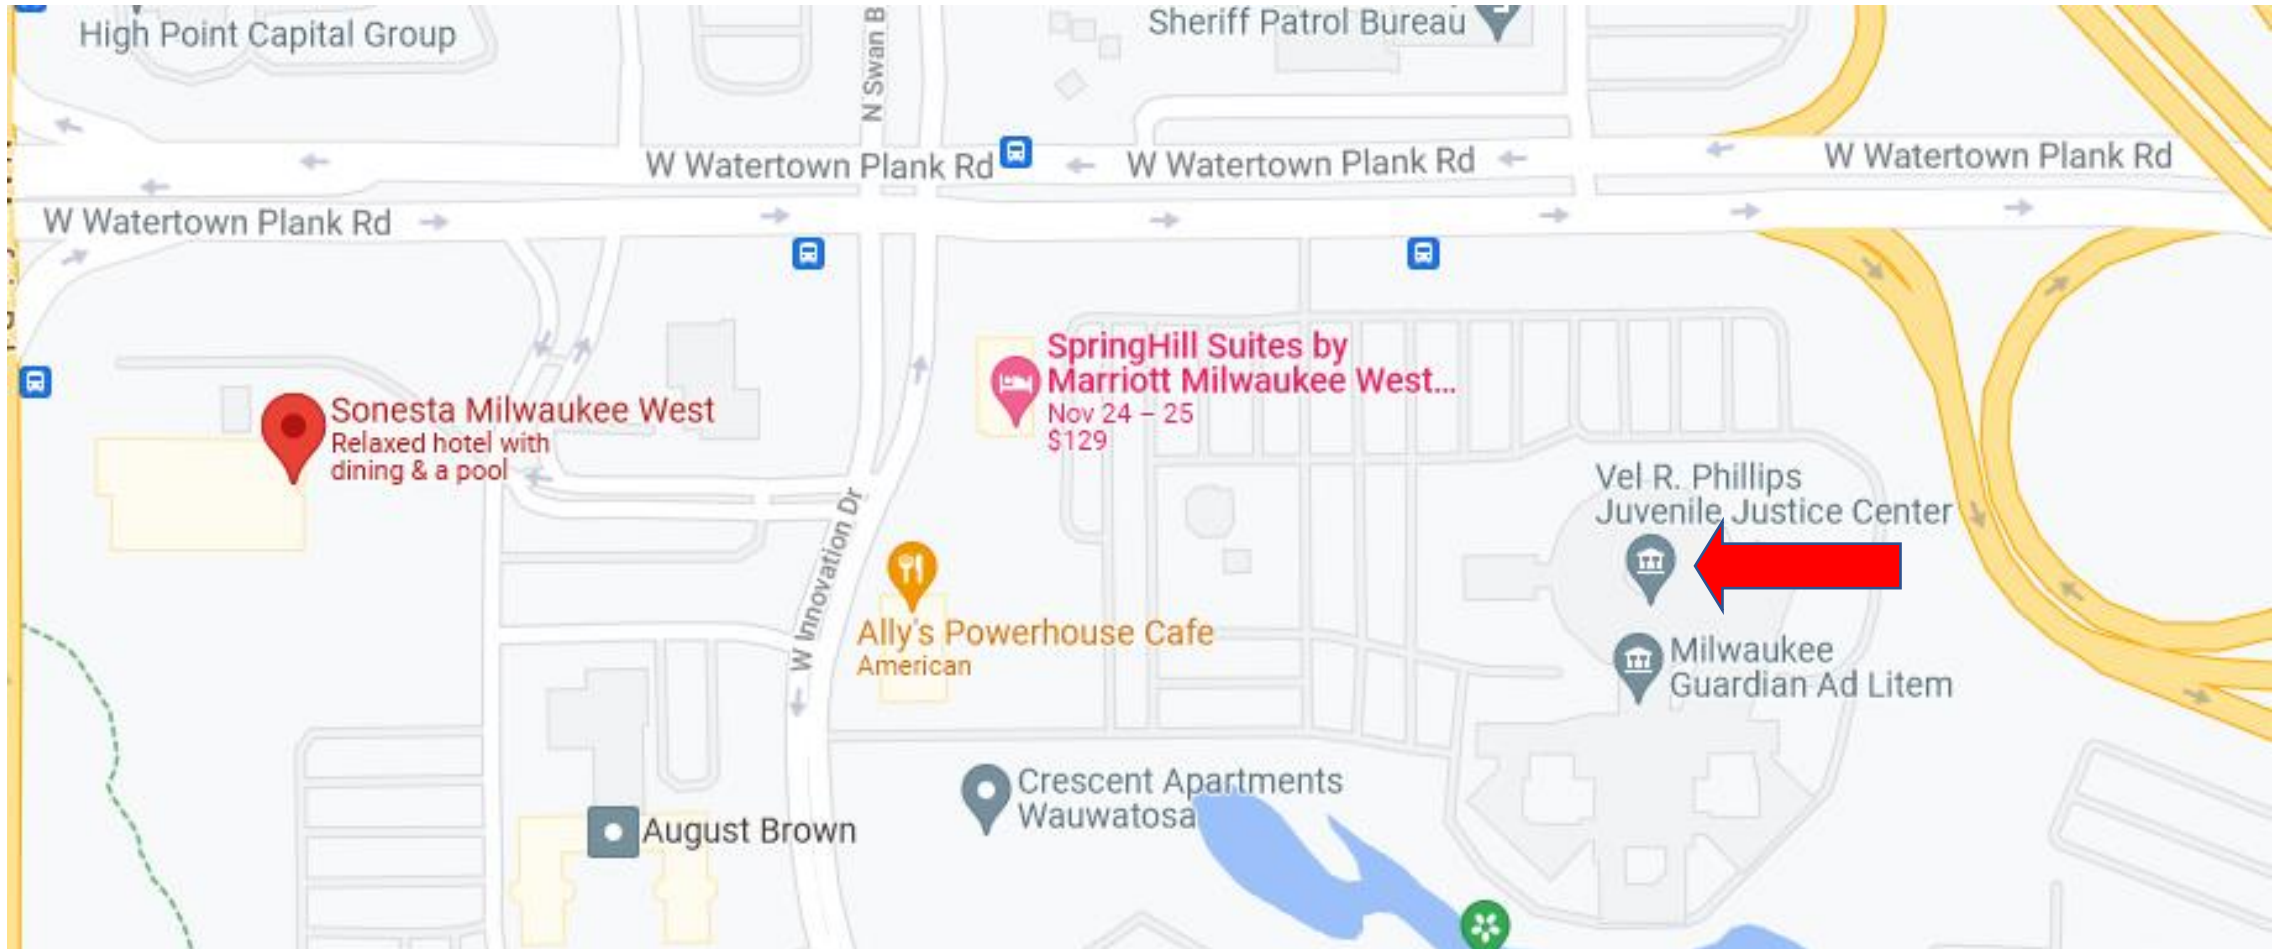 High Point Capital Group
N Swan B
Sheriff Patrol Bureau
W Watertown Plank Rd
W Watertown Plank Rd
W Watertown Plank Rd
W Watertown Plank Rd
SpringHill Suites by
Marriott Milwaukee West...
Nov 24 – 25
$129
Sonesta Milwaukee West
Relaxed hotel with
dining & a pool
Vel R. Phillips
Juvenile Justice Center
W Innovation Dr
Ally's Powerhouse Cafe
American
Milwaukee
Guardian Ad Litem
Crescent Apartments
Wauwatosa
August Brown